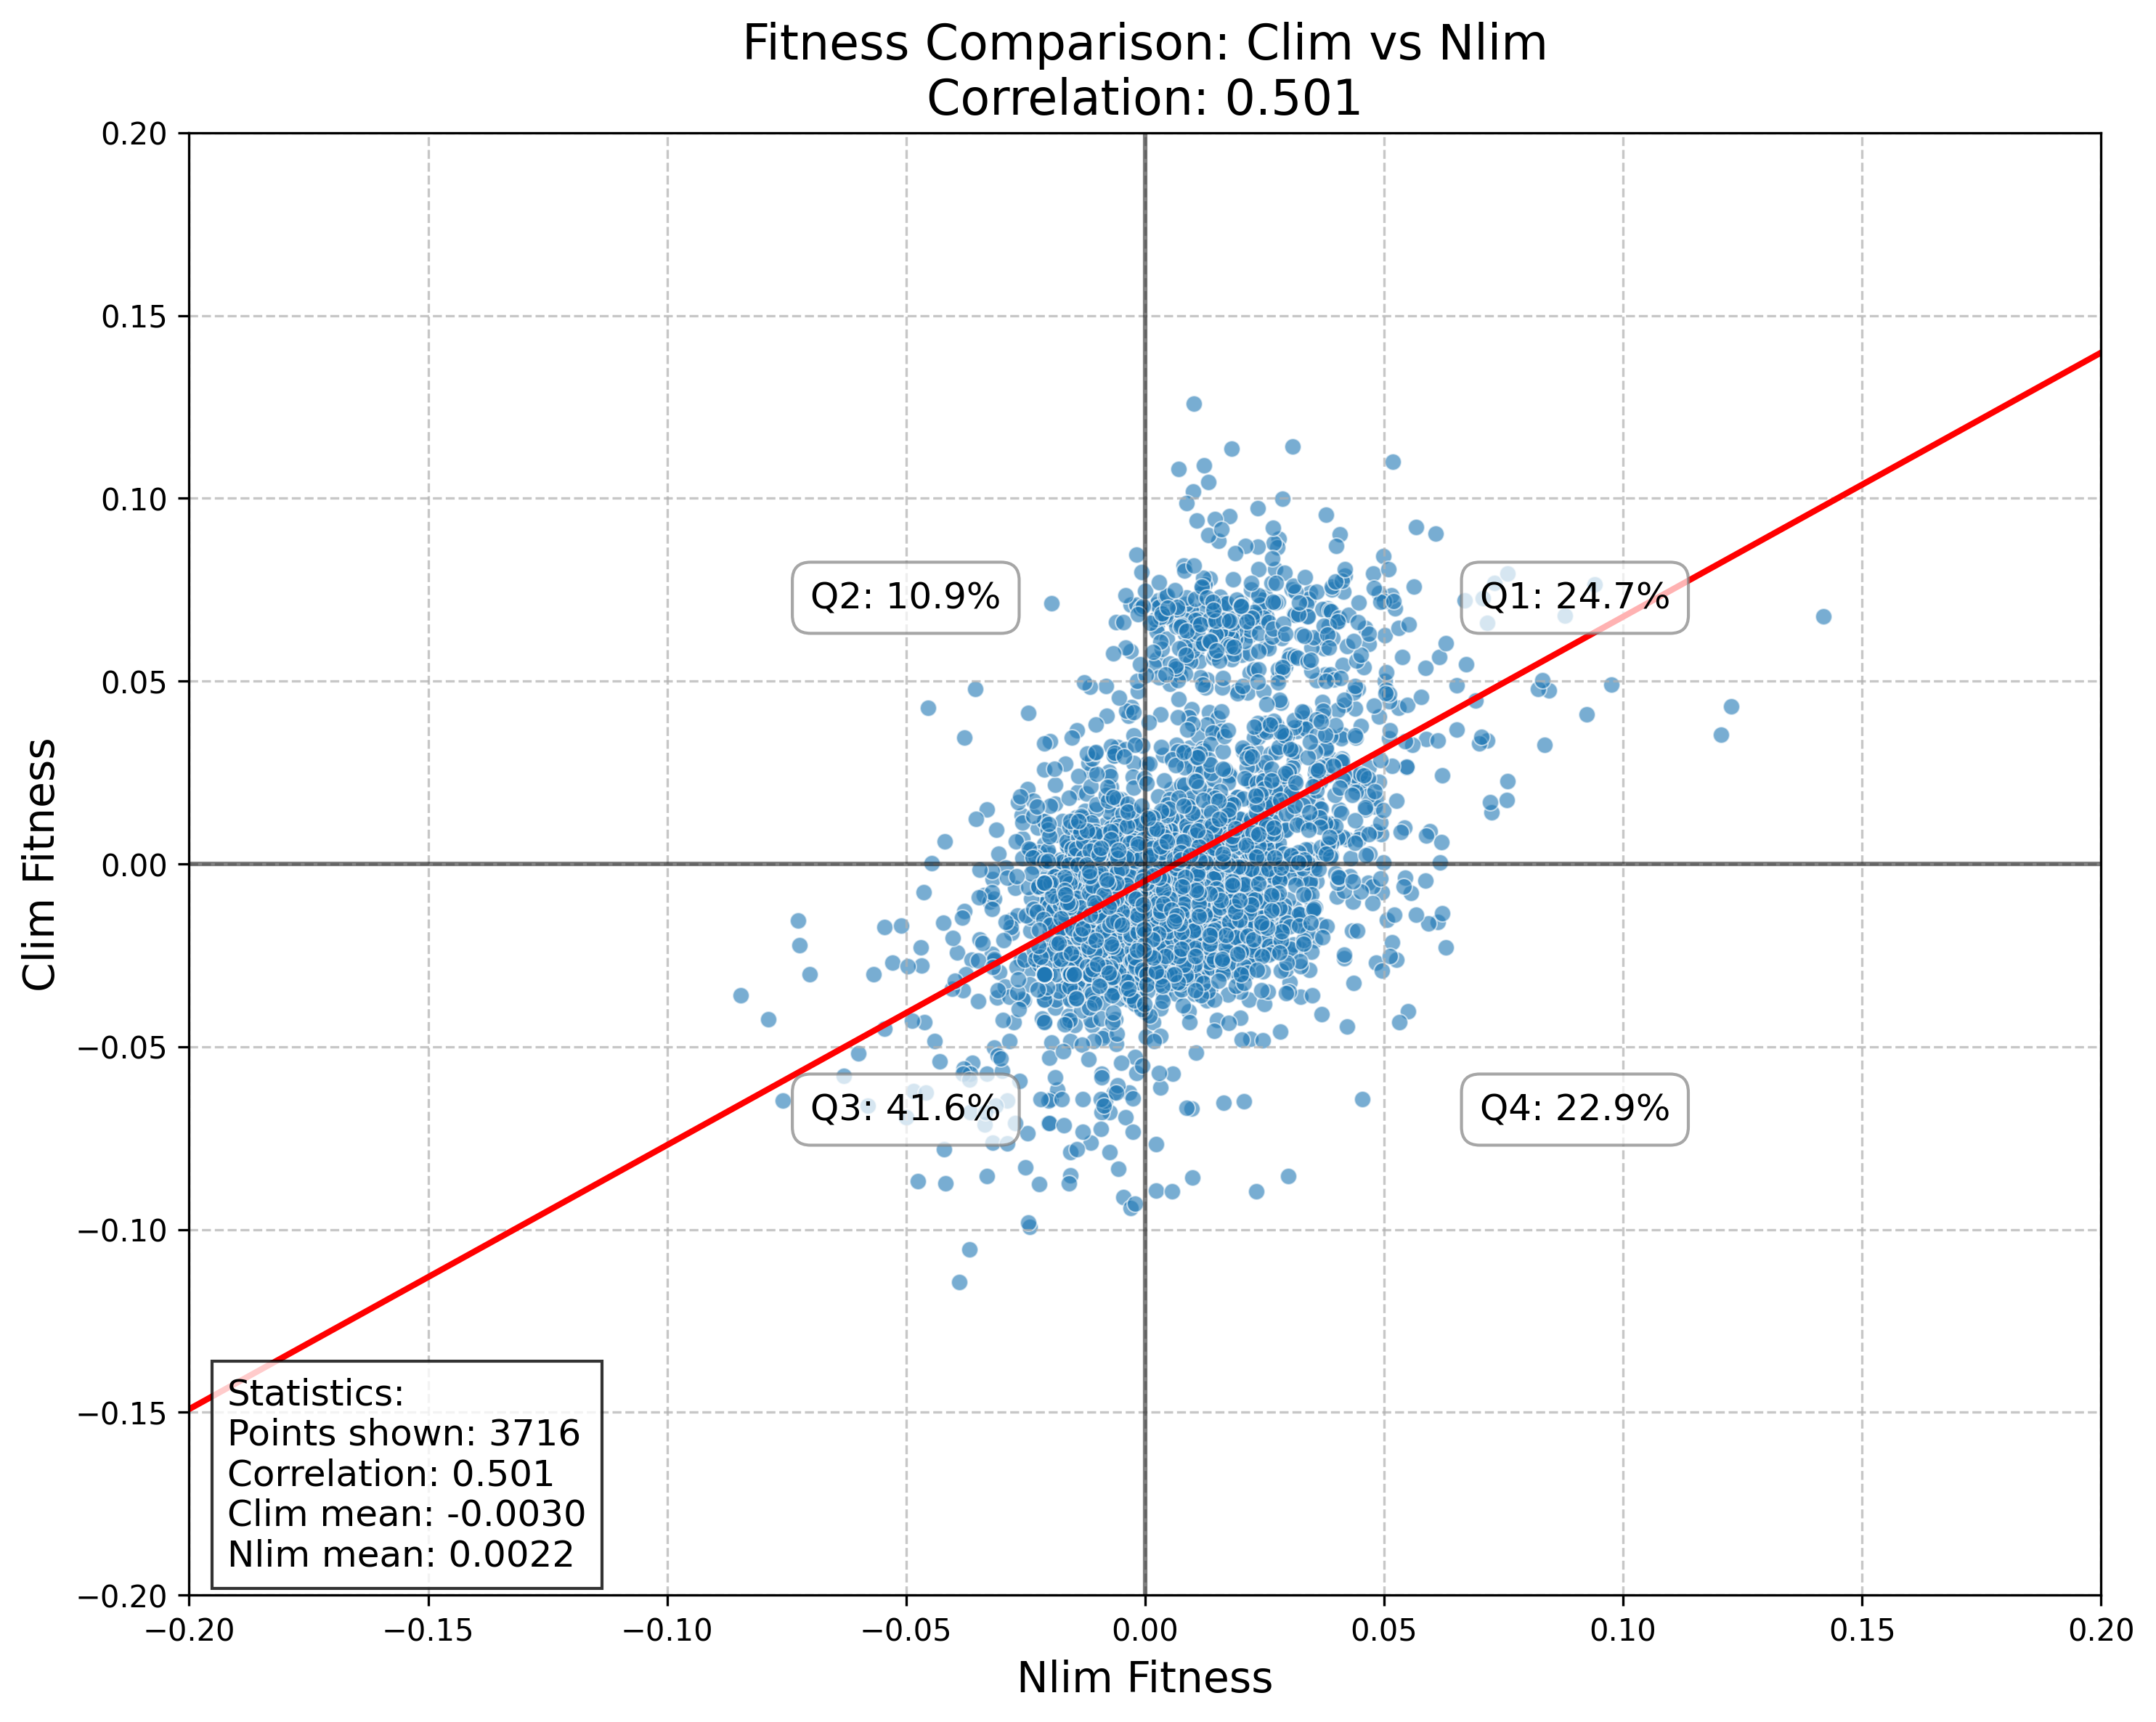 Fitness Comparison: Clim vs Nlim
Correlation: 0.501
0.20
0.15
0.10
0.05
0.00
−0.05
−0.10
−0.15
−0.20
Clim Fitness
Q2: 10.9%
Q1: 24.7%
Q3: 41.6%
Q4: 22.9%
Statistics:
Points shown: 3716
Correlation: 0.501
Clim mean: -0.0030
Nlim mean: 0.0022
−0.20 −0.15 −0.10 −0.05 0.00 0.05 0.10 0.15 0.20
Nlim Fitness